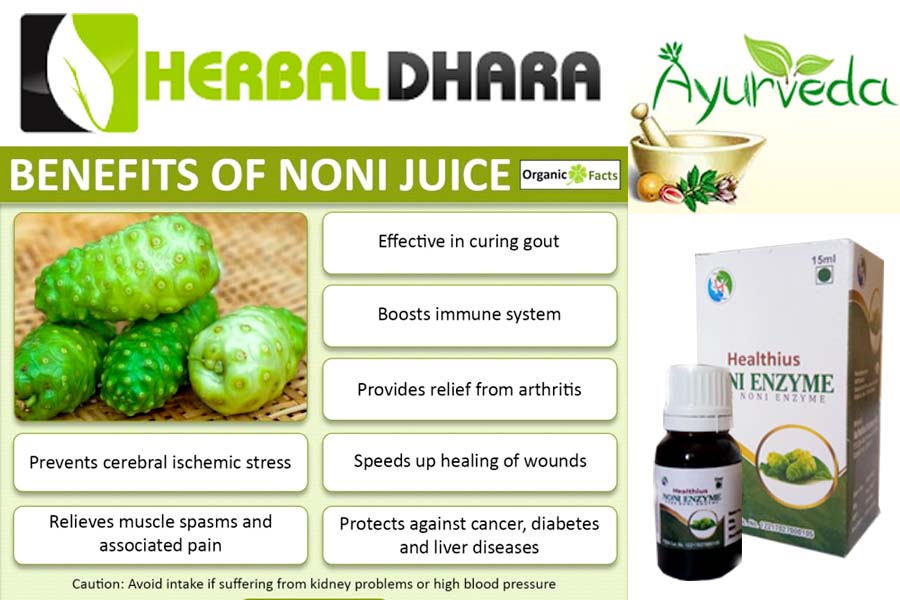 HERBALDHARA
Ayurveda
BENEFITS OF NONI JUICE
Organic Facts
Effective in curing gout
Boosts immune system
Provides relief from arthritis
Prevents cerebral ischemic stress
Speeds up healing of wounds
Relieves muscle spasms and
associated pain
Protects against cancer, diabetes
and liver diseases
Caution: Avoid intake if suffering from kidney problems or high blood pressure
15ml
Healthius
NI ENZYME
NONI ENZYME
Healthius
NONI ENZYME